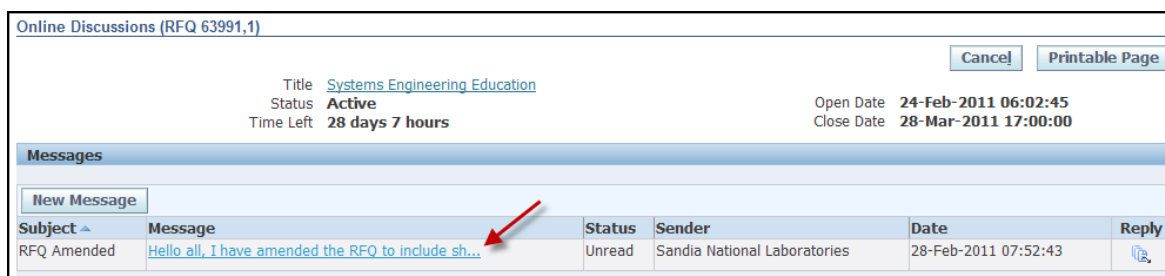 Online Discussions (RFQ 63991,1)
Cancel Printable Page
Title Systems Engineering Education
Status Active Open Date 24-Feb-2011 06:02:45
Time Left 28 days 7 hours Close Date 28-Mar-2011 17:00:00
Messages
New Message
Subject Message Status Sender Date Reply
RFQ Amended Hello all, I have amended the RFQ to include sh... Unread Sandia National Laboratories 28-Feb-2011 07:52:43